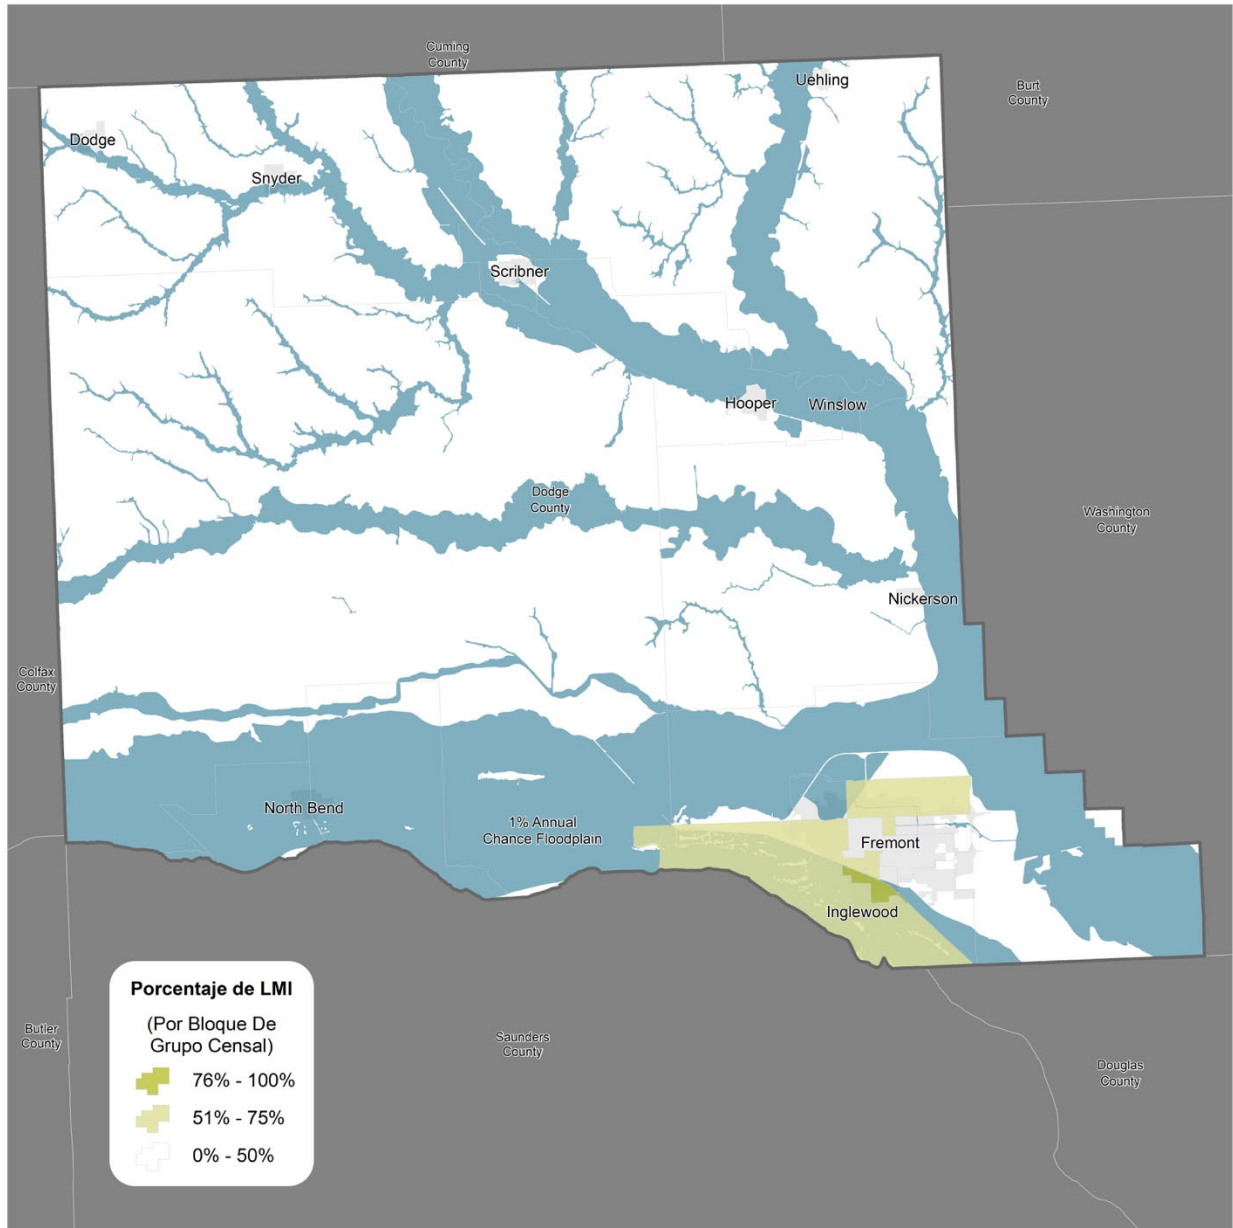 Cuming
County
Uehling
Burt
County
Dodge
Snyder
Scribner
Hooper
Winslow
Dodge
County
Washington
County
Nickerson
Colfax
County
North Bend
1% Annual
Chance Floodplain
Fremont
Inglewood
Porcentaje de LMI
(Por Bloque De
Grupo Censal)
76% - 100%
51% - 75%
0% - 50%
Butler
County
Saunders
County
Douglas
County